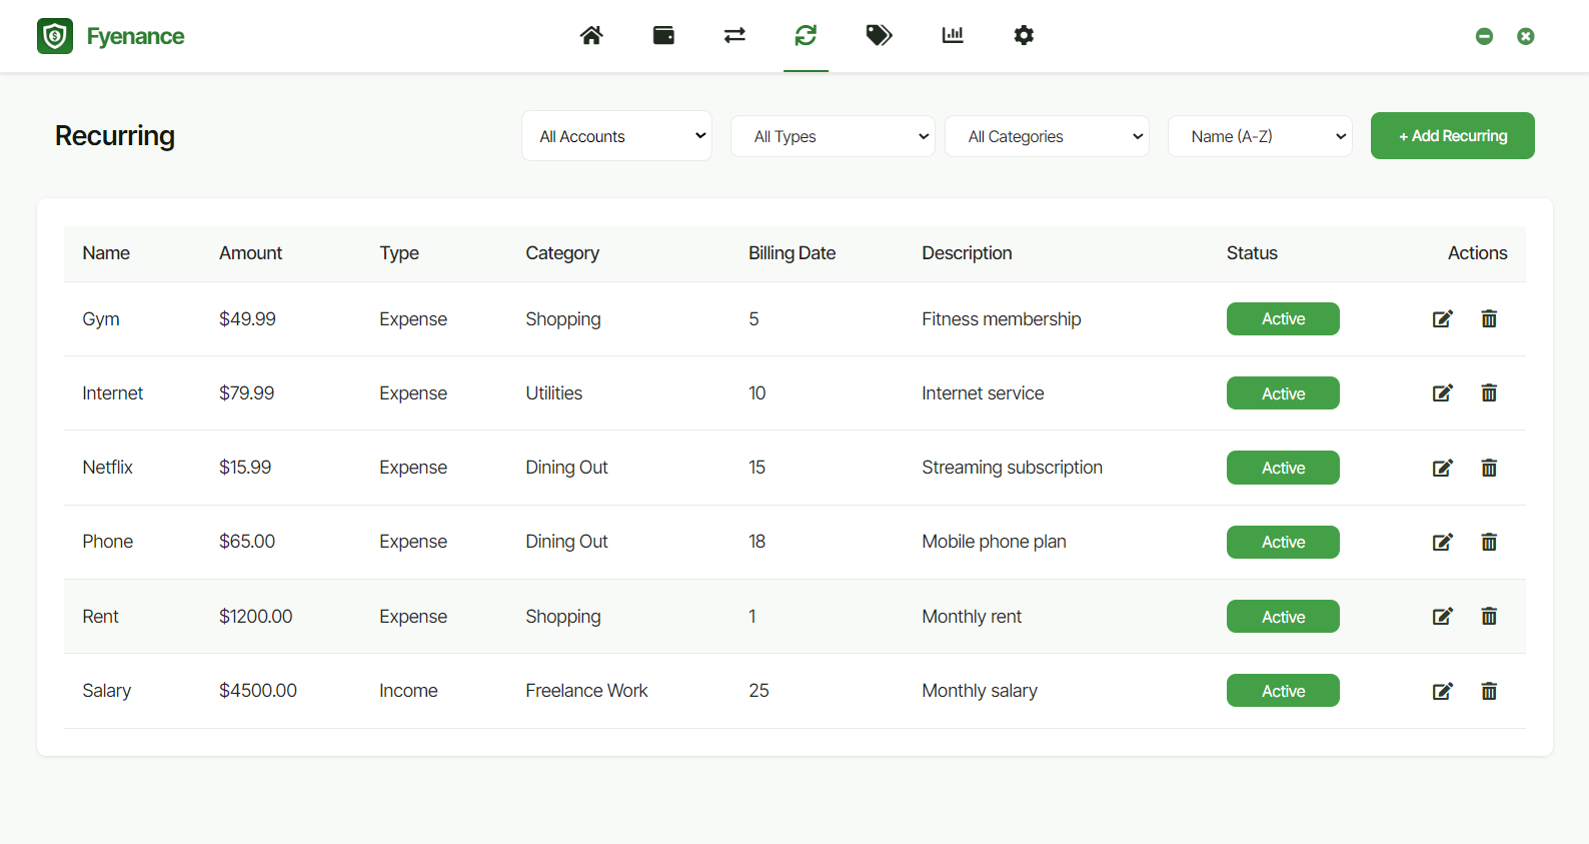 Fyenance
Recurring
All Accounts
All Types
All Categories
Name (A-Z)
+ Add Recurring
Name Amount Type Category Billing Date Description Status Actions
Gym $49.99 Expense Shopping 5 Fitness membership Active
Internet $79.99 Expense Utilities 10 Internet service Active
Netflix $15.99 Expense Dining Out 15 Streaming subscription Active
Phone $65.00 Expense Dining Out 18 Mobile phone plan Active
Rent $1200.00 Expense Shopping 1 Monthly rent Active
Salary $4500.00 Income Freelance Work 25 Monthly salary Active